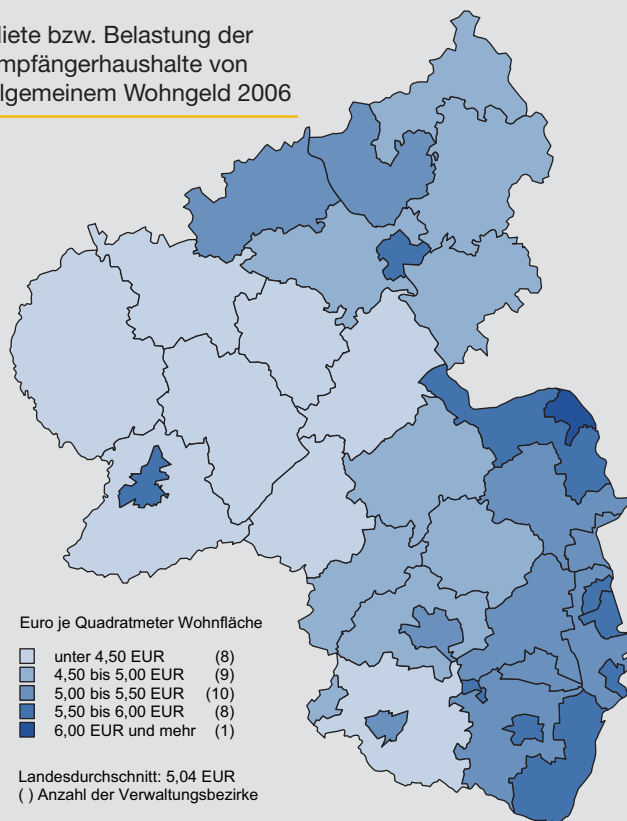 liete bzw. Belastung der
mpfängerhaushalte von
llgemeinem Wohngeld 2006
Euro je Quadratmeter Wohnfläche
unter 4,50 EUR (8)
4,50 bis 5,00 EUR (9)
5,00 bis 5,50 EUR (10)
5,50 bis 6,00 EUR (8)
6,00 EUR und mehr (1)
Landesdurchschnitt: 5,04 EUR
( ) Anzahl der Verwaltungsbezirke